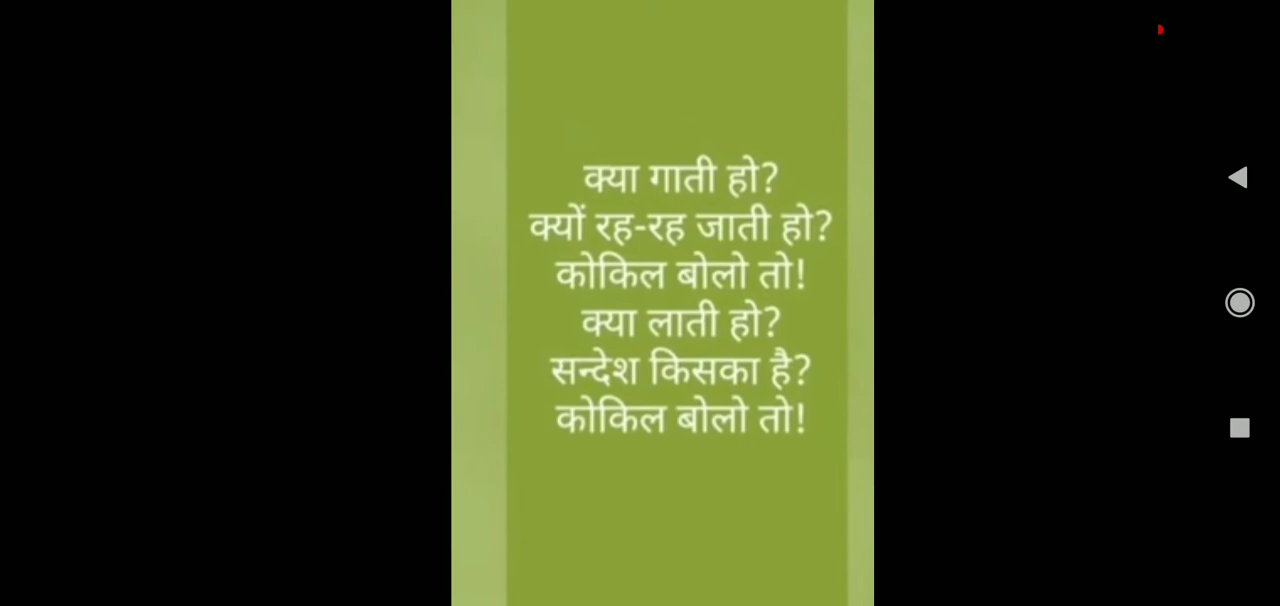 क्या गाती हो?
क्यों रह-रह जाती हो?
कोकिल बोलो तो!
क्या लाती हो?
सन्देश किसका है?
कोकिल बोलो तो!